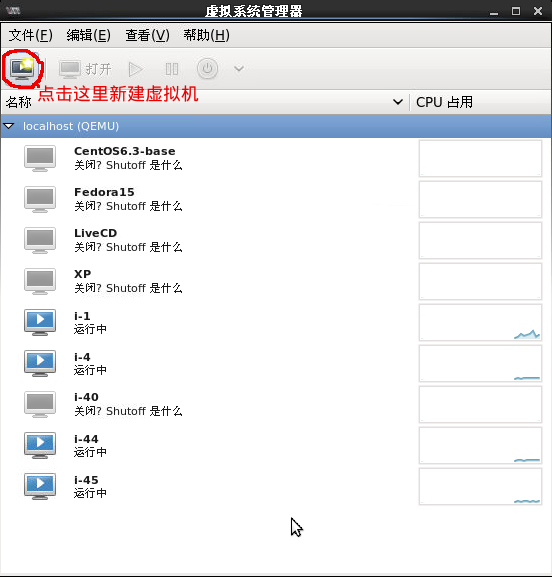 虚拟系统管理器
文件(F) 编辑(E) 查看(V) 帮助(H)
打开
点击这里新建虚拟机
名称 CPU 占用
localhost (QEMU)
CentOS6.3-base
关闭? Shutoff 是什么
Fedora15
关闭? Shutoff 是什么
LiveCD
关闭? Shutoff 是什么
XP
关闭? Shutoff 是什么
i-1
运行中
i-4
运行中
i-40
关闭? Shutoff 是什么
i-44
运行中
i-45
运行中